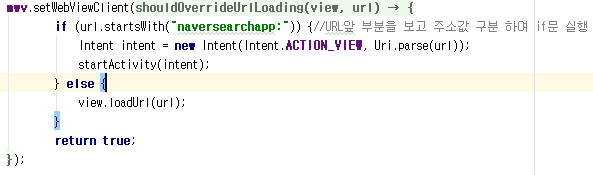 mwv.setWebViewClient(shouldOverrideUrlLoading(view, url) → {
if (url.startsWith("naversearchapp:")) {//URL앞 부분을 보고 주소값 구분 하여 if문 실행
Intent intent = new Intent(Intent.ACTION_VIEW, Uri.parse(url));
startActivity(intent);
} else {
view.loadUrl(url);
}
return true;
});